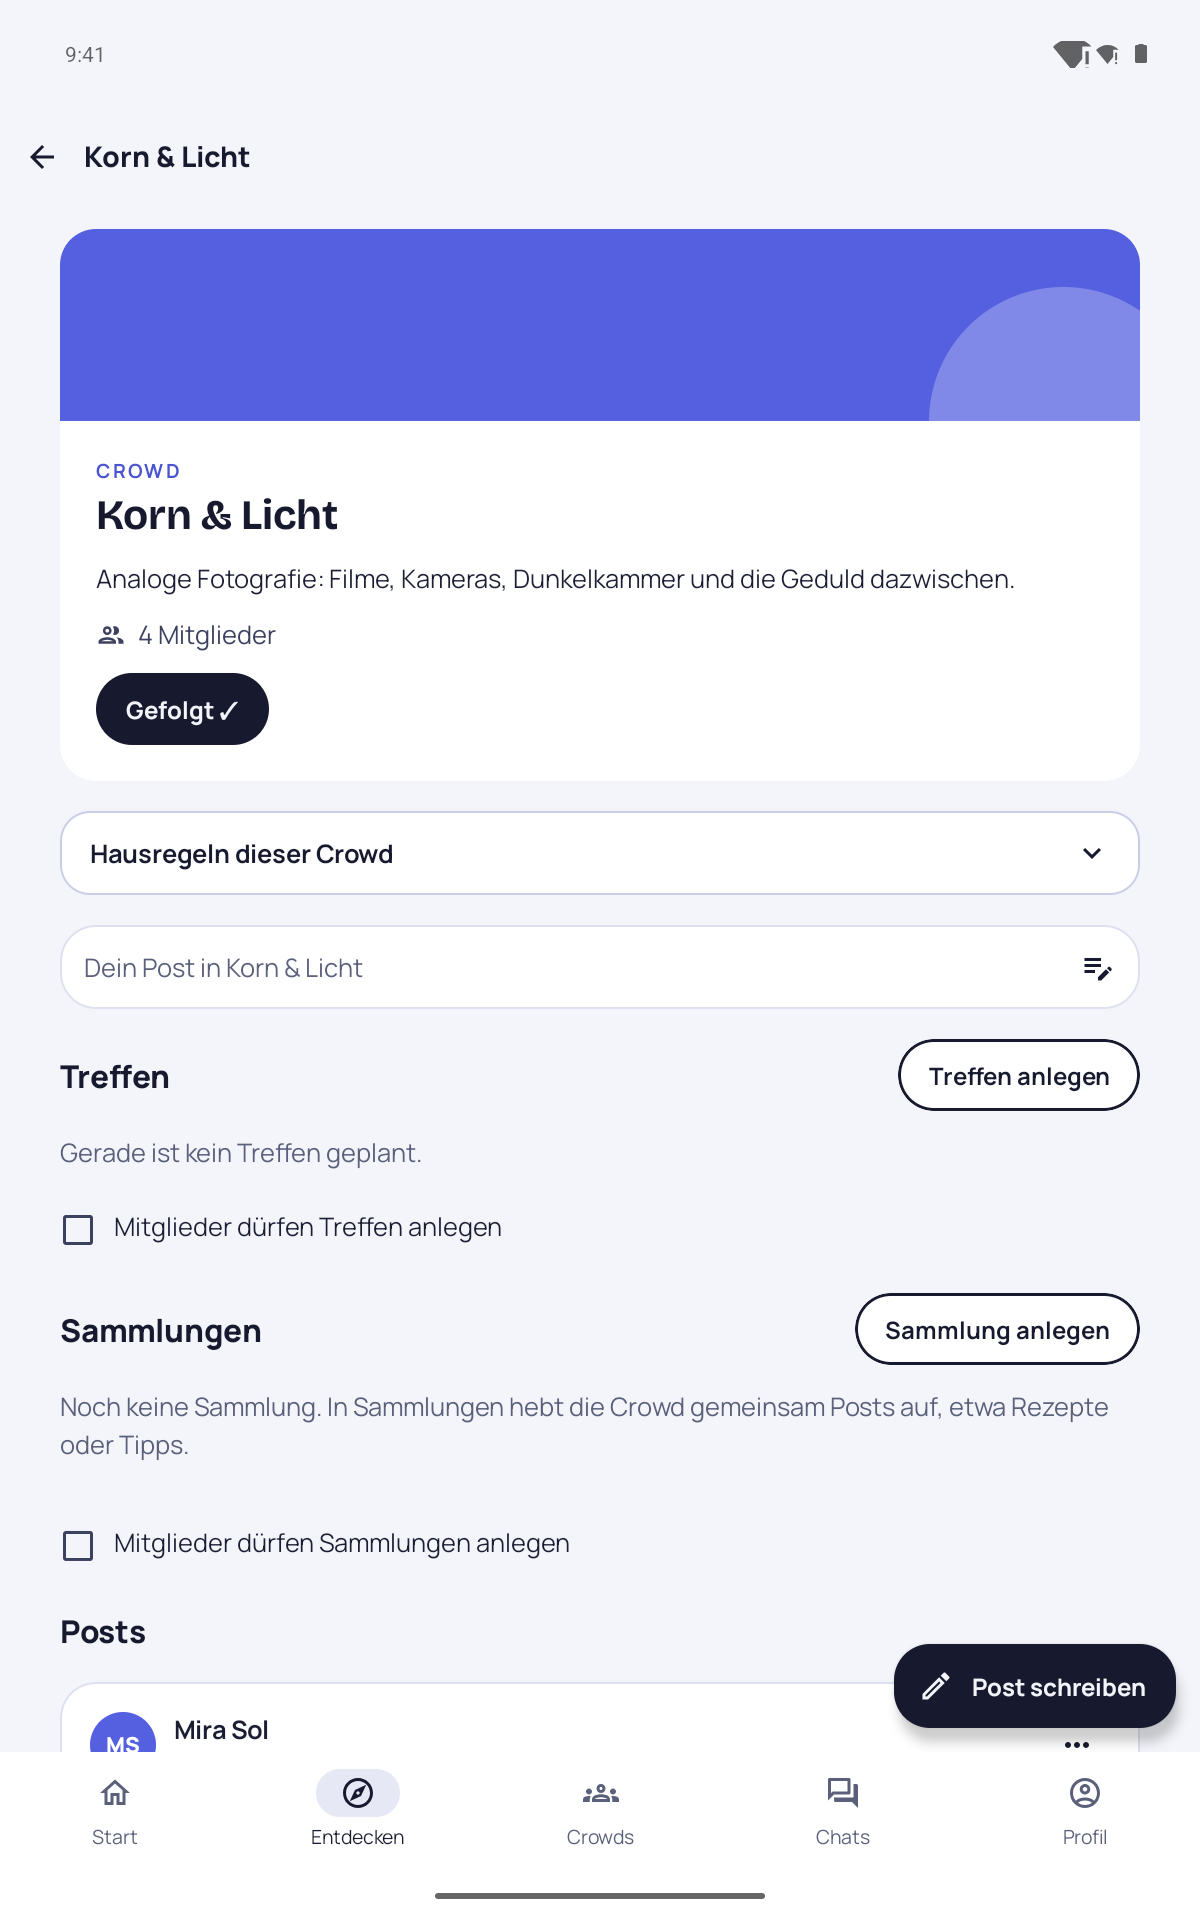 9:41
Korn & Licht
CROWD
Korn & Licht
Analoge Fotografie: Filme, Kameras, Dunkelkammer und die Geduld dazwischen.
4 Mitglieder
Gefolgt ✓
Hausregeln dieser Crowd
Dein Post in Korn & Licht
Treffen
Treffen anlegen
Gerade ist kein Treffen geplant.
Mitglieder dürfen Treffen anlegen
Sammlungen
Sammlung anlegen
Noch keine Sammlung. In Sammlungen hebt die Crowd gemeinsam Posts auf, etwa Rezepte
oder Tipps.
Mitglieder dürfen Sammlungen anlegen
Posts
Post schreiben
MS
Mira Sol
Start
Entdecken
Crowds
Chats
Profil